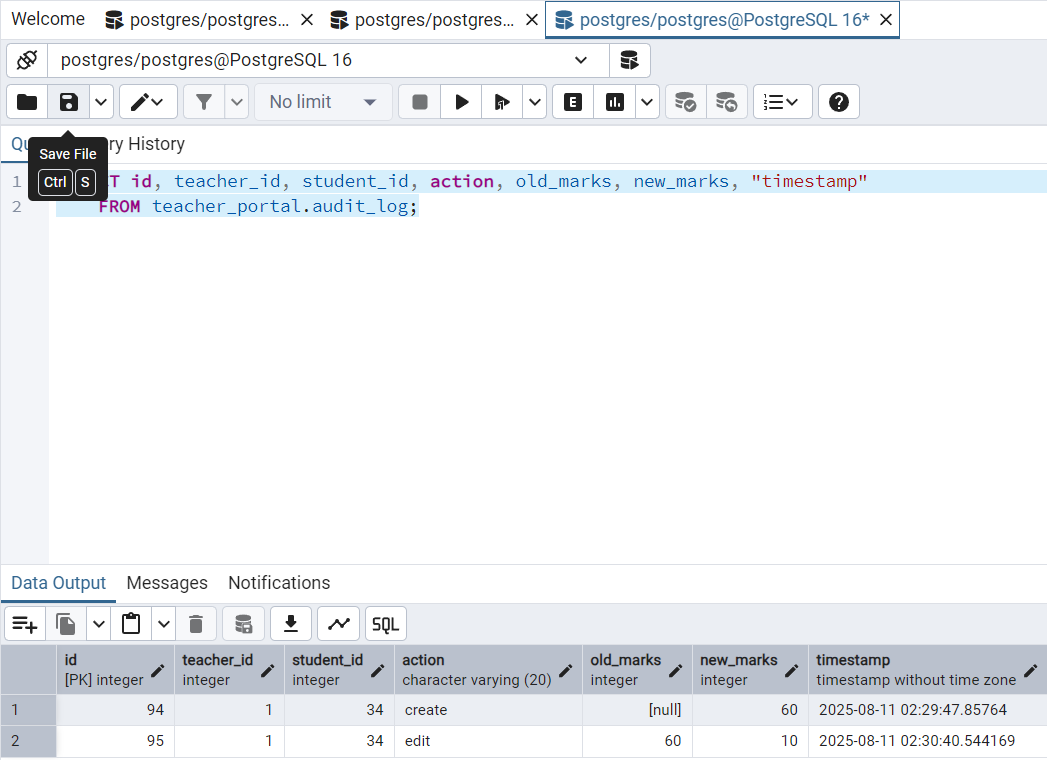 Welcome postgres/postgres... postgres/postgres... postgres/postgres@PostgreSQL 16*
postgres/postgres@PostgreSQL 16
No limit
Qu ry History
Save File
Ctrl S
1 CT id, teacher_id, student_id, action, old_marks, new_marks, "timestamp"
2 FROM teacher_portal.audit_log;
Data Output Messages Notifications
SQL
id teacher_id student_id action old_marks new_marks timestamp
[PK] integer integer integer character varying (20) integer integer timestamp without time zone
1 94 1 34 create [null] 60 2025-08-11 02:29:47.85764
2 95 1 34 edit 60 10 2025-08-11 02:30:40.544169